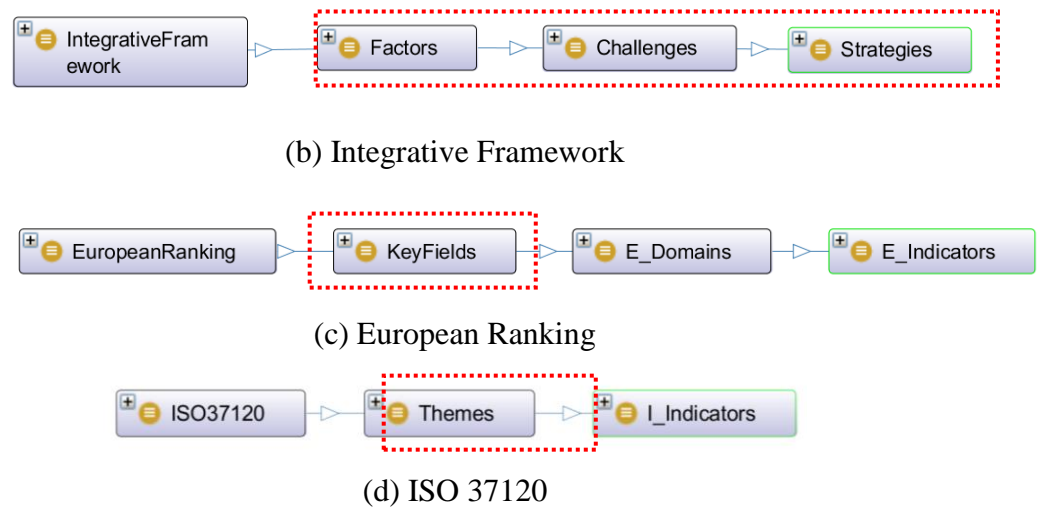 IntegrativeFram
ework
Factors
Challenges
Strategies
(b) Integrative Framework
EuropeanRanking
KeyFields
E_Domains
E_Indicators
(c) European Ranking
ISO37120
Themes
I_Indicators
(d) ISO 37120